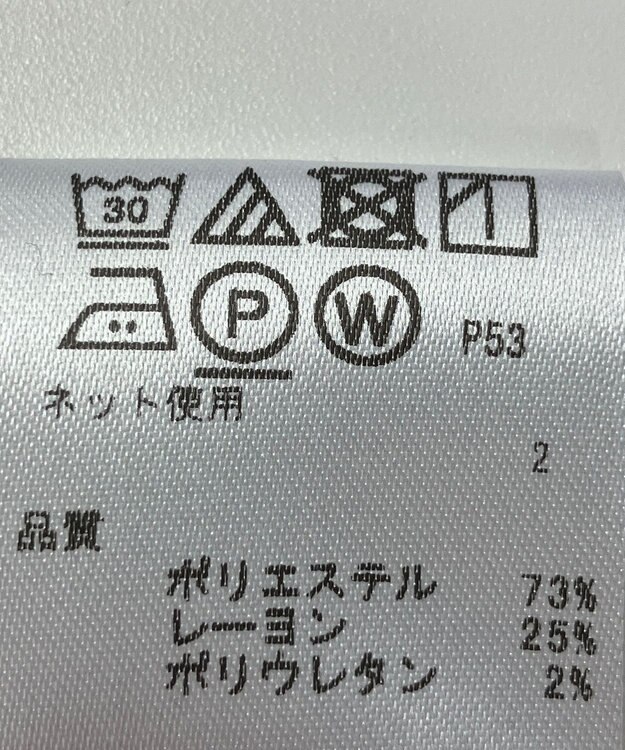 30
P W P53
ネット使用
2
品質
ポリエステル 73%
レーヨン 25%
ポリウレタン 2%